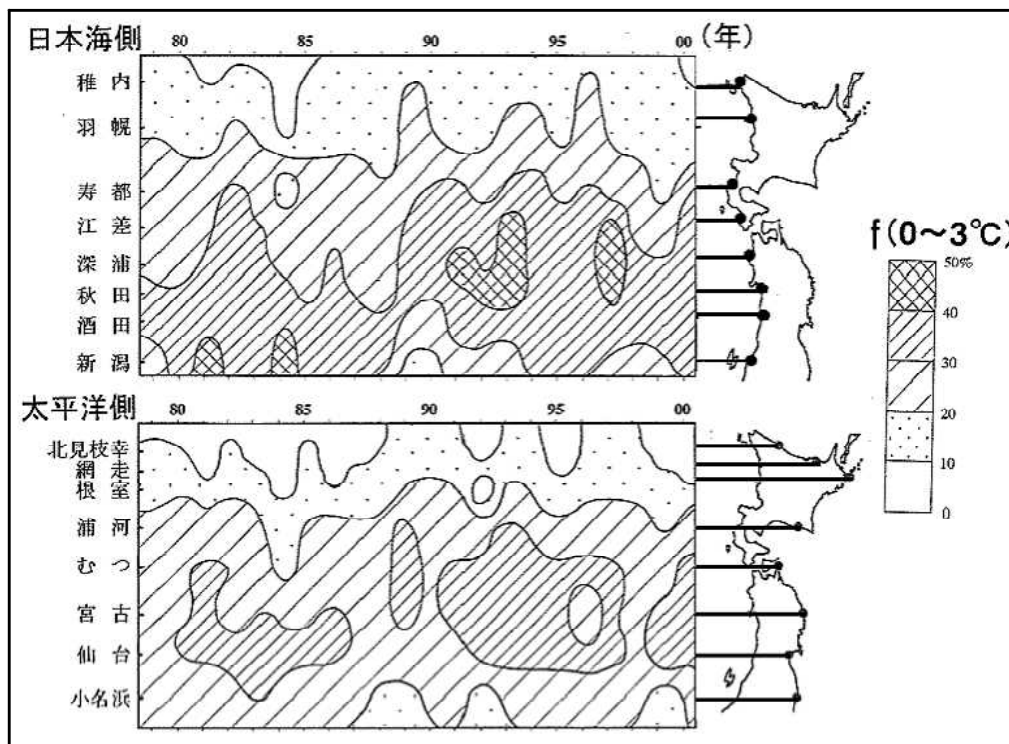 日本海側
80 85 90 95 00 (年)
稚内
羽幌
寿都
江差
深浦
秋田
酒田
新潟
f(0～3℃)
50%
40
30
20
10
0
太平洋側
80 85 90 95 00
北見枝幸
網走
根室
浦河
むつ
宮古
仙台
小名浜